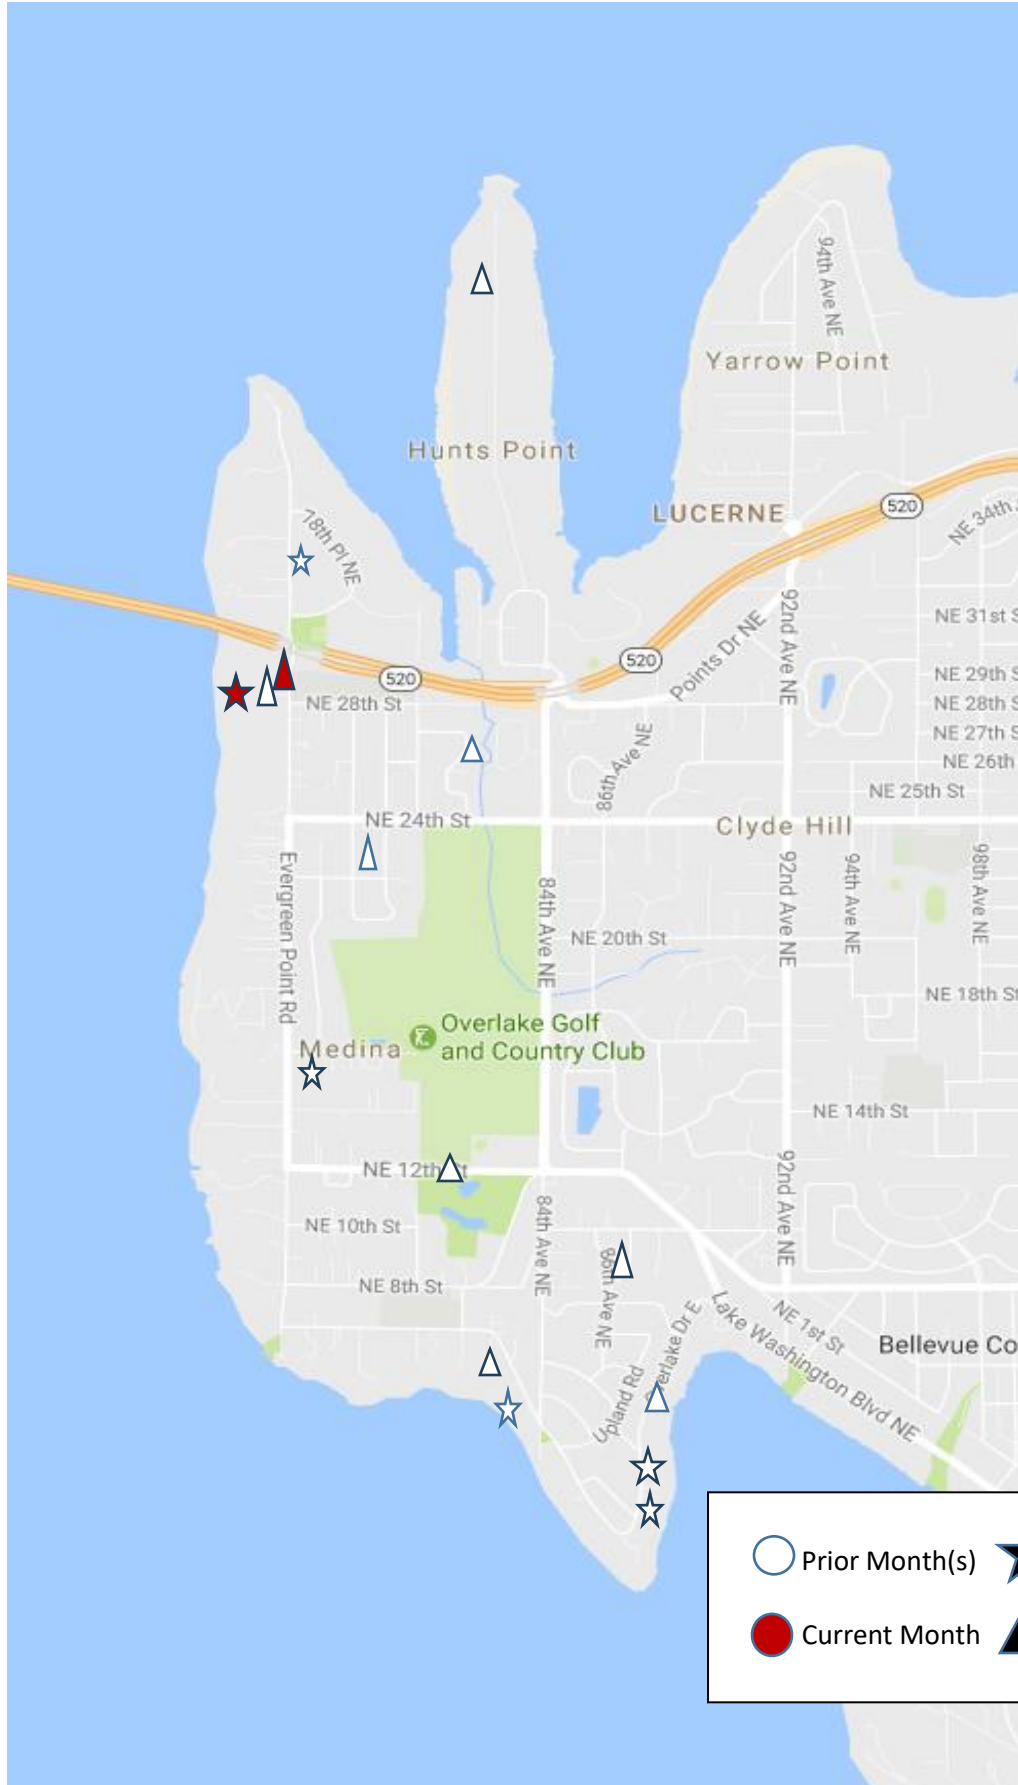 94th Ave NE
Yarrow Point
Hunts Point
LUCERNE
520
NE 34th
78th Pl NE
92nd Ave NE
NE 31st S
Points Dr NE
520
520
NE 29th S
NE 28th St
NE 28th S
86th Ave NE
NE 27th S
NE 26th
NE 25th St
NE 24th St
Clyde Hill
Evergreen Point Rd
84th Ave NE
92nd Ave NE
94th Ave NE
98th Ave NE
NE 20th St
NE 18th St
Overlake Golf
and Country Club
Medina
NE 14th St
NE 12th St
92nd Ave NE
84th Ave NE
NE 10th St
86th Ave NE
NE 8th St
Lake Washington Blvd NE
NE 1st St
Overlake Dr E
Bellevue Co
Upland Rd
Prior Month(s)
Current Month